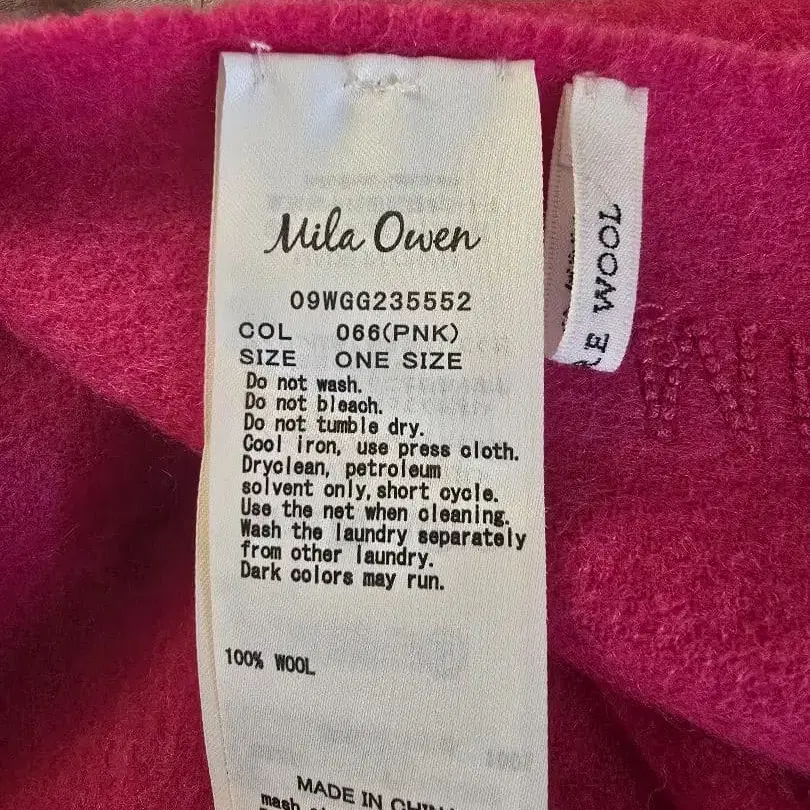 Mila Owen
09WGG235552
COL 066(PNK)
SIZE ONE SIZE
Do not wash.
Do not bleach.
Do not tumble dry.
Cool iron, use press cloth.
Dryclean, petroleum
solvent only, short cycle.
Use the net when cleaning.
Wash the laundry separately
from other laundry.
Dark colors may run.
100% WOOL
MADE IN
mash
WOOL